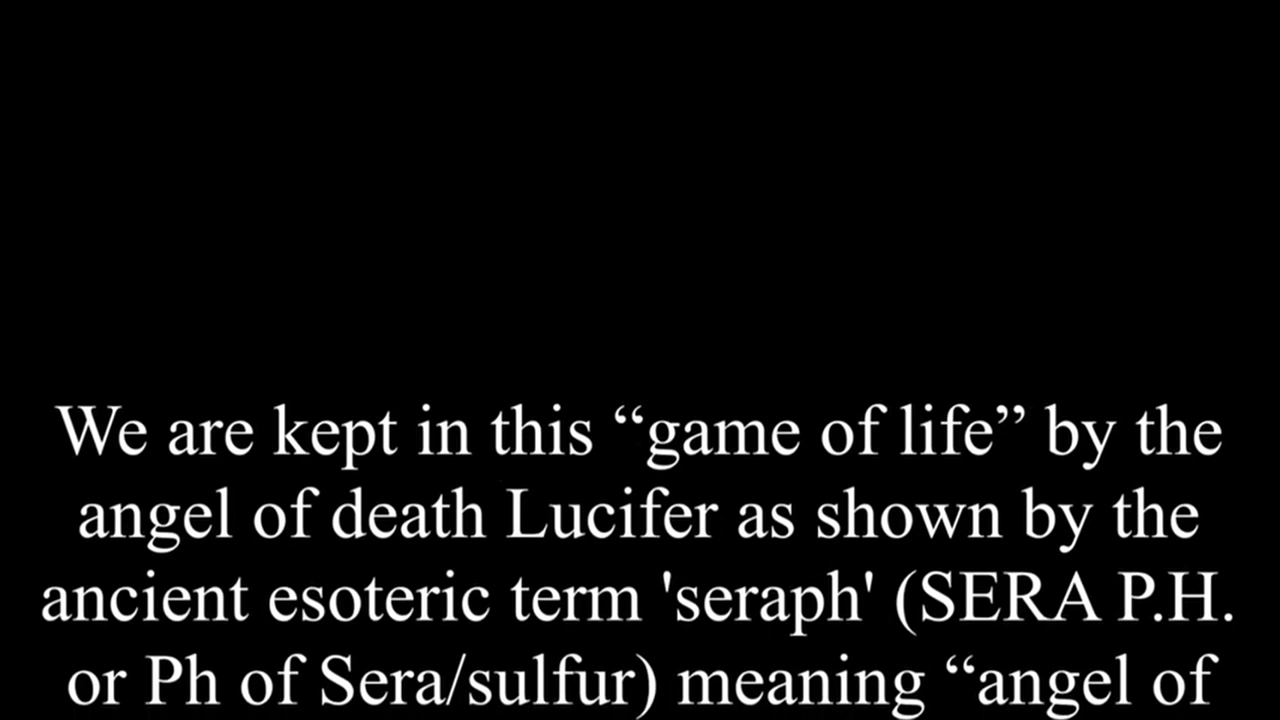 We are kept in this “game of life” by the
angel of death Lucifer as shown by the
ancient esoteric term 'seraph' (SERA P.H.
or Ph of Sera/sulfur) meaning “angel of